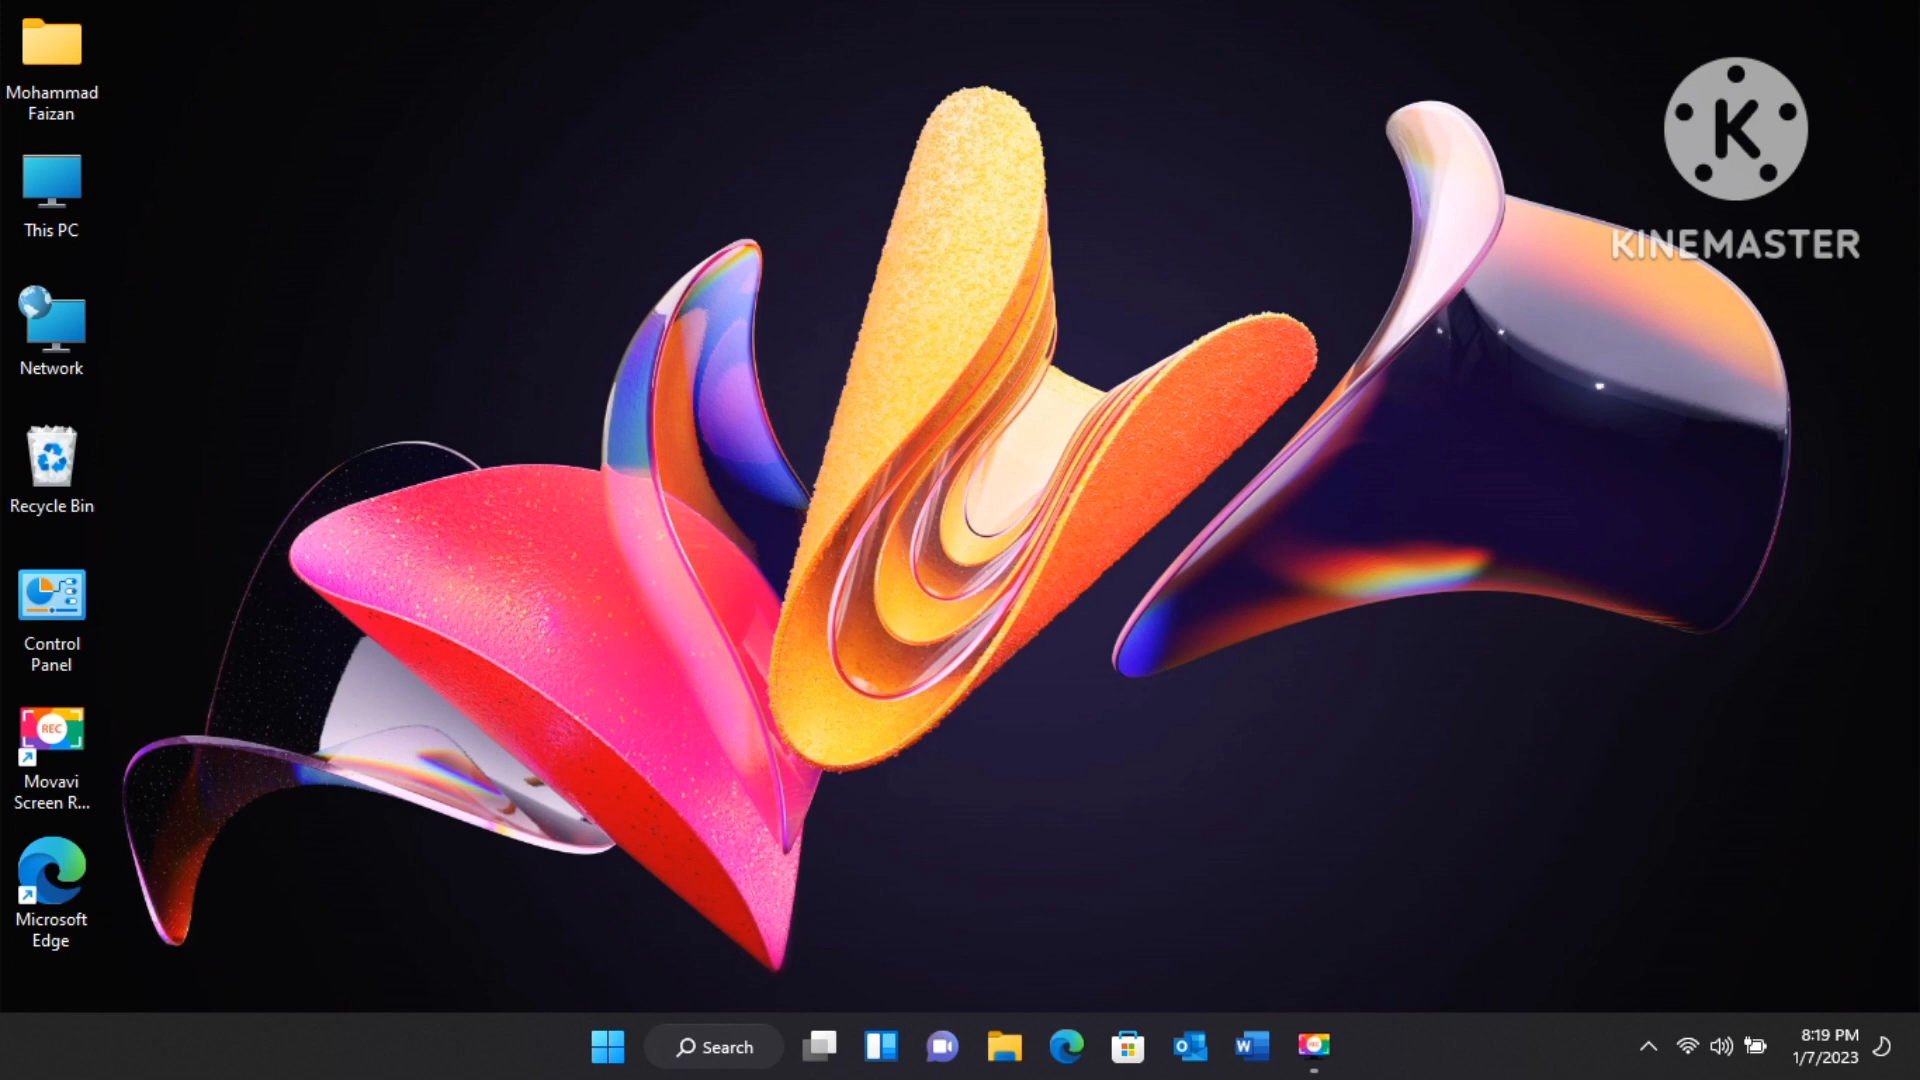 Mohammad
Faizan
This PC
Network
Recycle Bin
Control
Panel
REC
Movavi
Screen R...
Microsoft
Edge
K
KINEMASTER
Search
O
W
REC
8:19 PM
1/7/2023